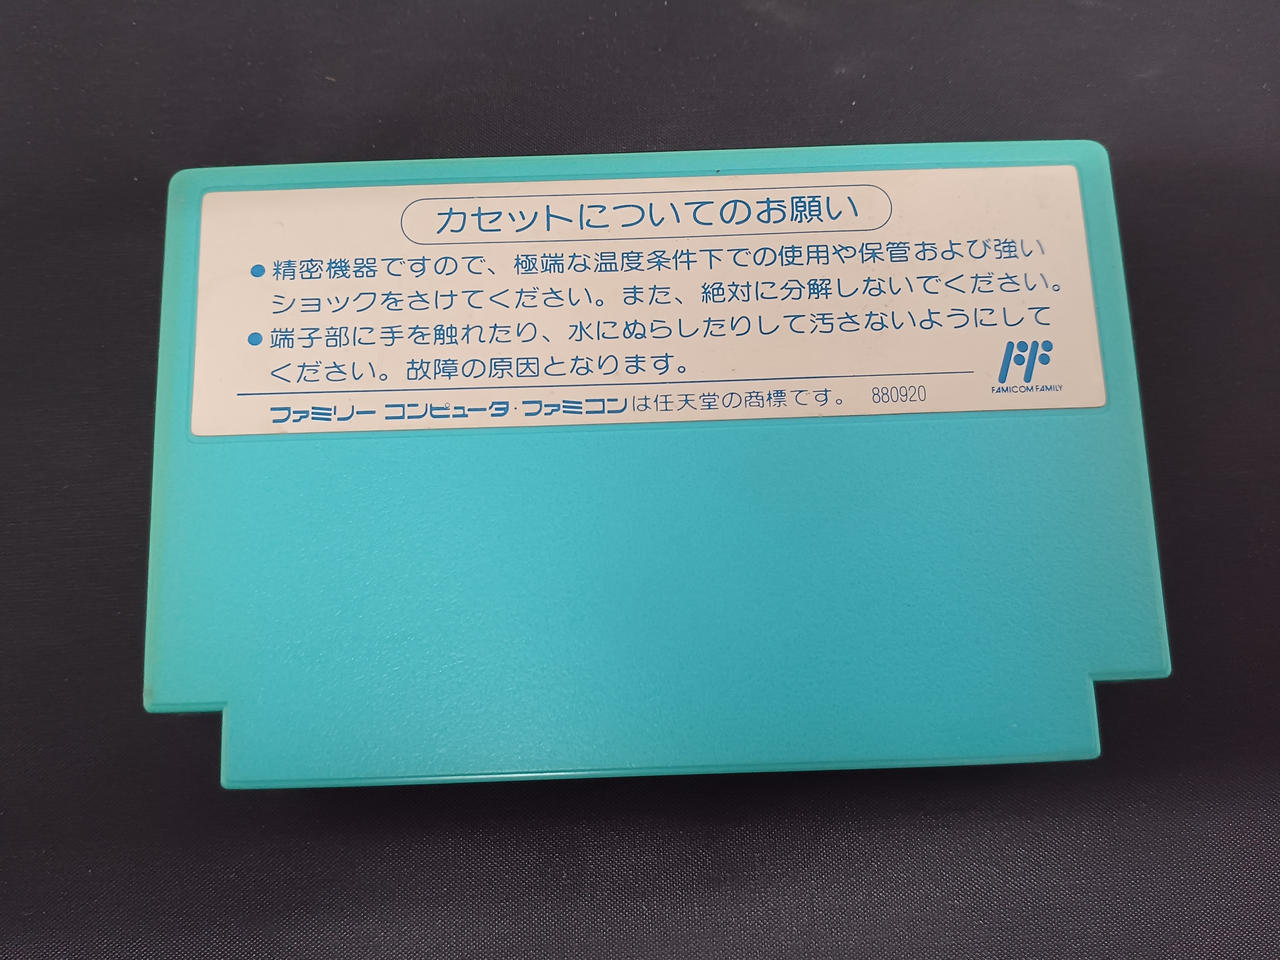 カセットについてのお願い
●精密機器ですので、極端な温度条件下での使用や保管および強い
ショックをさけてください。また、絶対に分解しないでください。
●端子部に手を触れたり、水にぬらしたりして汚さないようにして
ください。故障の原因となります。
FF
FAMICOM FAMILY
ファミリー コンピュータ・ファミコンは任天堂の商標です。 880920